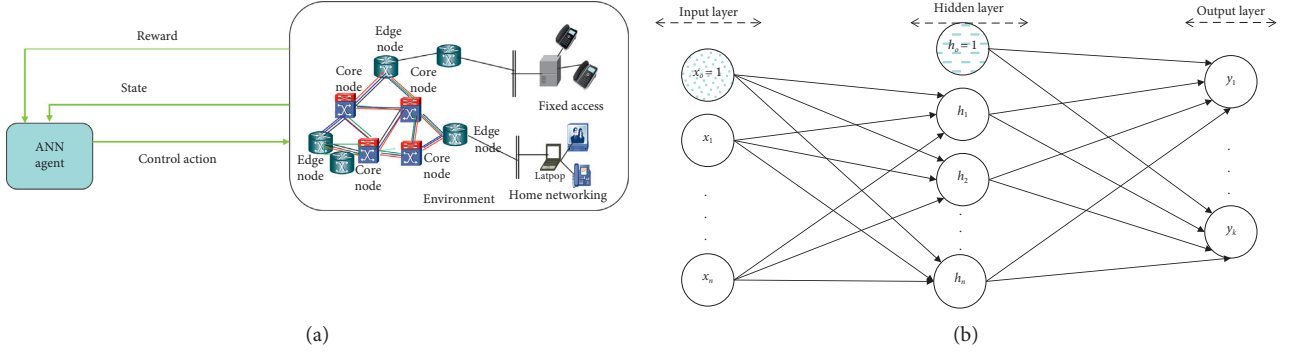 Reward
State
Control action
ANN
agent
Edge
node
Core
node
Core
node
Edge
node
Core
node
Core
node
Edge
node
Fixed access
Latpop
Home networking
Environment
(a)
Input layer
Hidden layer
Output layer
x₀ = 1
x₁
xₙ
h₀ = 1
h₁
h₂
hₙ
y₁
yₖ
(b)